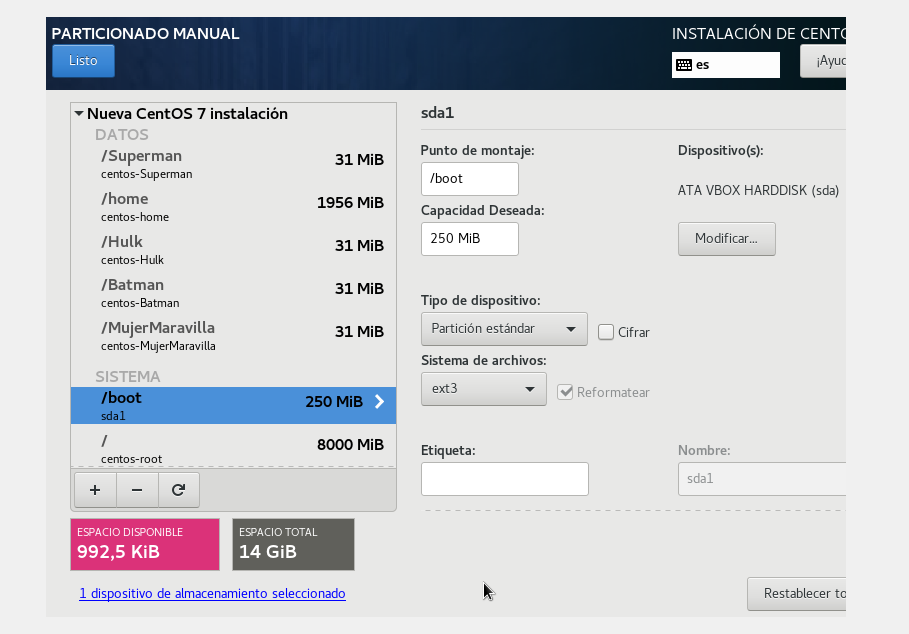 PARTICIONADO MANUAL
INSTALACIÓN DE CENTO
Listo
es
¡Ayuc
Nueva CentOS 7 instalación
DATOS
/Superman
31 MiB
centos-Superman
/home
1956 MiB
centos-home
/Hulk
31 MiB
centos-Hulk
/Batman
31 MiB
centos-Batman
/MujerMaravilla
31 MiB
centos-MujerMaravilla
SISTEMA
/boot
250 MiB
sda1
/
8000 MiB
centos-root
+ −
ESPACIO DISPONIBLE
992,5 KiB
ESPACIO TOTAL
14 GiB
1 dispositivo de almacenamiento seleccionado
sda1
Punto de montaje:
/boot
Dispositivo(s):
ATA VBOX HARDDISK (sda)
Capacidad Deseada:
250 MiB
Modificar...
Tipo de dispositivo:
Partición estándar
Cifrar
Sistema de archivos:
ext3
Reformatear
Etiqueta:
Nombre:
sda1
Restablecer to